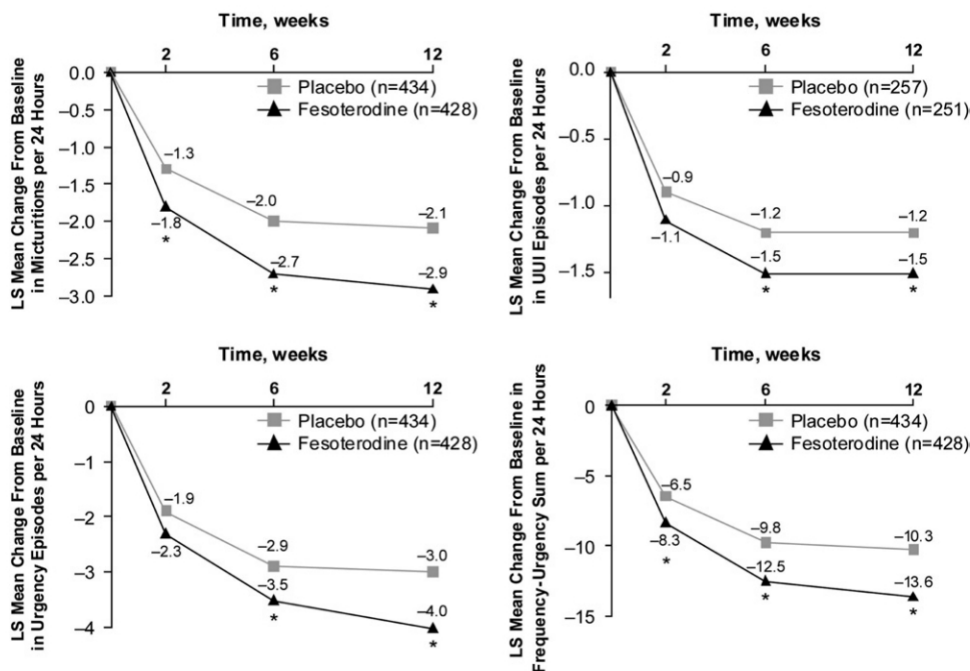 Time, weeks
2 6 12
0.0
−0.5
−1.0
−1.5
−2.0
−2.5
−3.0
LS Mean Change From Baseline
in Micturitions per 24 Hours
Placebo (n=434)
Fesoterodine (n=428)
−1.3
−2.0
−2.1
−1.8
*
−2.7
*
−2.9
*
Time, weeks
2 6 12
0.0
−0.5
−1.0
−1.5
LS Mean Change From Baseline
in UUI Episodes per 24 Hours
Placebo (n=257)
Fesoterodine (n=251)
−0.9
−1.2
−1.2
−1.1
−1.5
*
−1.5
*
Time, weeks
2 6 12
0
−1
−2
−3
−4
LS Mean Change From Baseline
in Urgency Episodes per 24 Hours
Placebo (n=434)
Fesoterodine (n=428)
−1.9
−2.9
−3.0
−2.3
−3.5
*
−4.0
*
Time, weeks
2 6 12
0
−5
−10
−15
LS Mean Change From Baseline in
Frequency-Urgency Sum per 24 Hours
Placebo (n=434)
Fesoterodine (n=428)
−6.5
−9.8
−10.3
−8.3
*
−12.5
*
−13.6
*